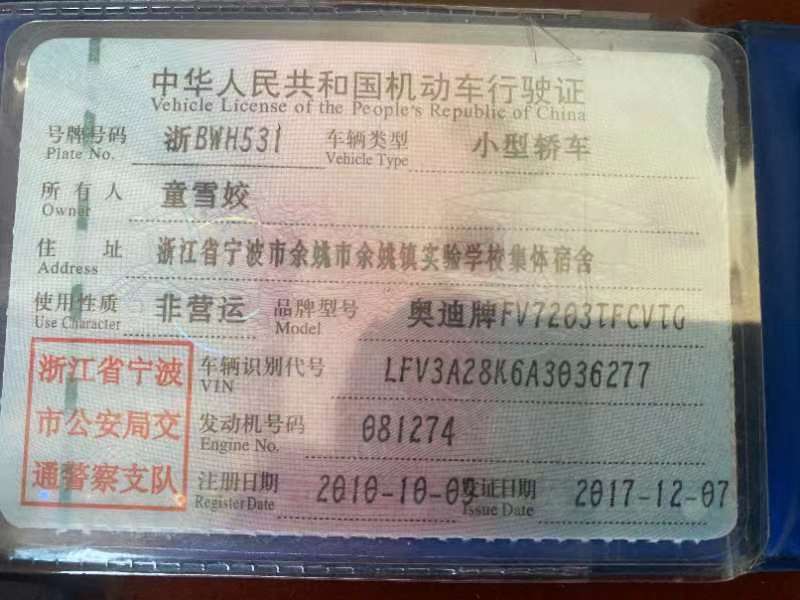 中华人民共和国机动车行驶证
Vehicle License of the People's Republic of China
号牌号码 浙BWH531 车辆类型 小型轿车
Plate No. Vehicle Type
所有人 童雪姣
Owner
住址 浙江省宁波市余姚市余姚镇实验学校集体宿舍
Address
使用性质 非营运 品牌型号 奥迪牌FV7203TFCVTG
Use Character Model
浙江省宁波
市公安局交
通警察支队
车辆识别代号 LFV3A28K6A3036277
VIN
发动机号码 081274
Engine No.
注册日期 2010-10-09 发证日期 2017-12-07
Register Date Issue Date